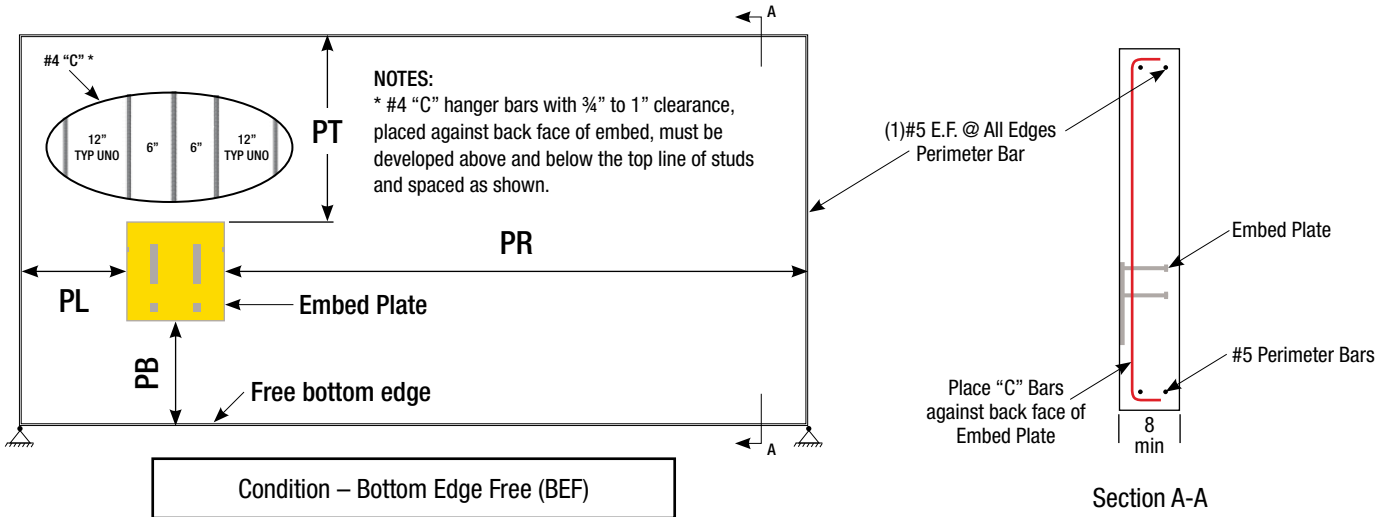 A
#4 “C” *
12”
TYP UNO
6”
6”
12”
TYP UNO
PT
NOTES:
* #4 “C” hanger bars with ¾” to 1” clearance,
placed against back face of embed, must be
developed above and below the top line of studs
and spaced as shown.
PL
PR
Embed Plate
PB
Free bottom edge
A
Condition – Bottom Edge Free (BEF)
(1)#5 E.F. @ All Edges
Perimeter Bar
Embed Plate
#5 Perimeter Bars
Place “C” Bars
against back face of
Embed Plate
8
min
Section A-A